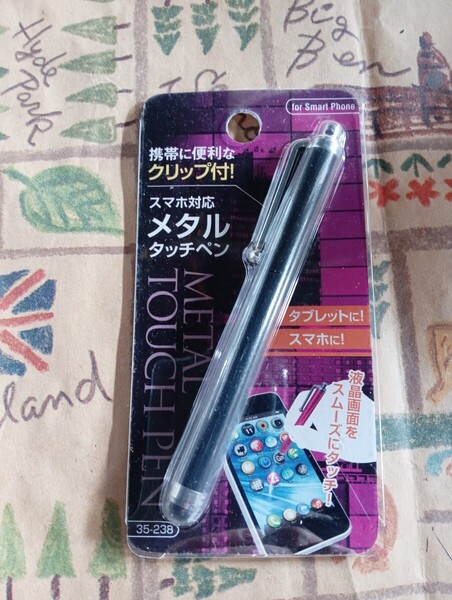 Big
Ben
Hyde
Park
for Smart Phone
携帯に便利な
クリップ付!
スマホ対応
メタル
タッチペン
METAL
TOUCH PEN
タブレットに!
スマホに!
液晶画面を
スムーズにタッチ!
35-238
land